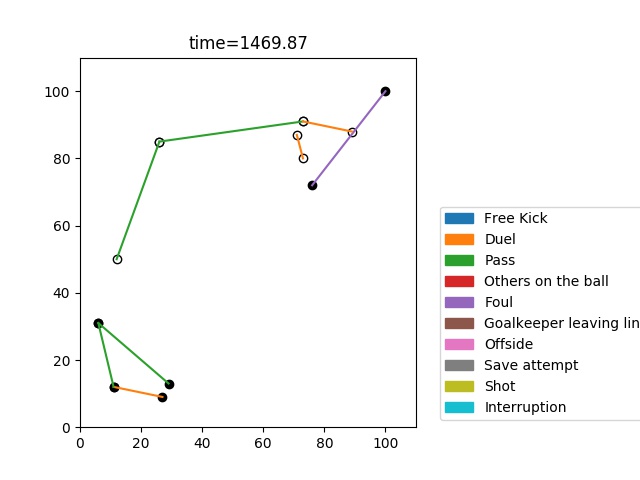 time=1469.87
100
80
60
40
20
0
0 20 40 60 80 100
Free Kick
Duel
Pass
Others on the ball
Foul
Goalkeeper leaving lin
Offside
Save attempt
Shot
Interruption